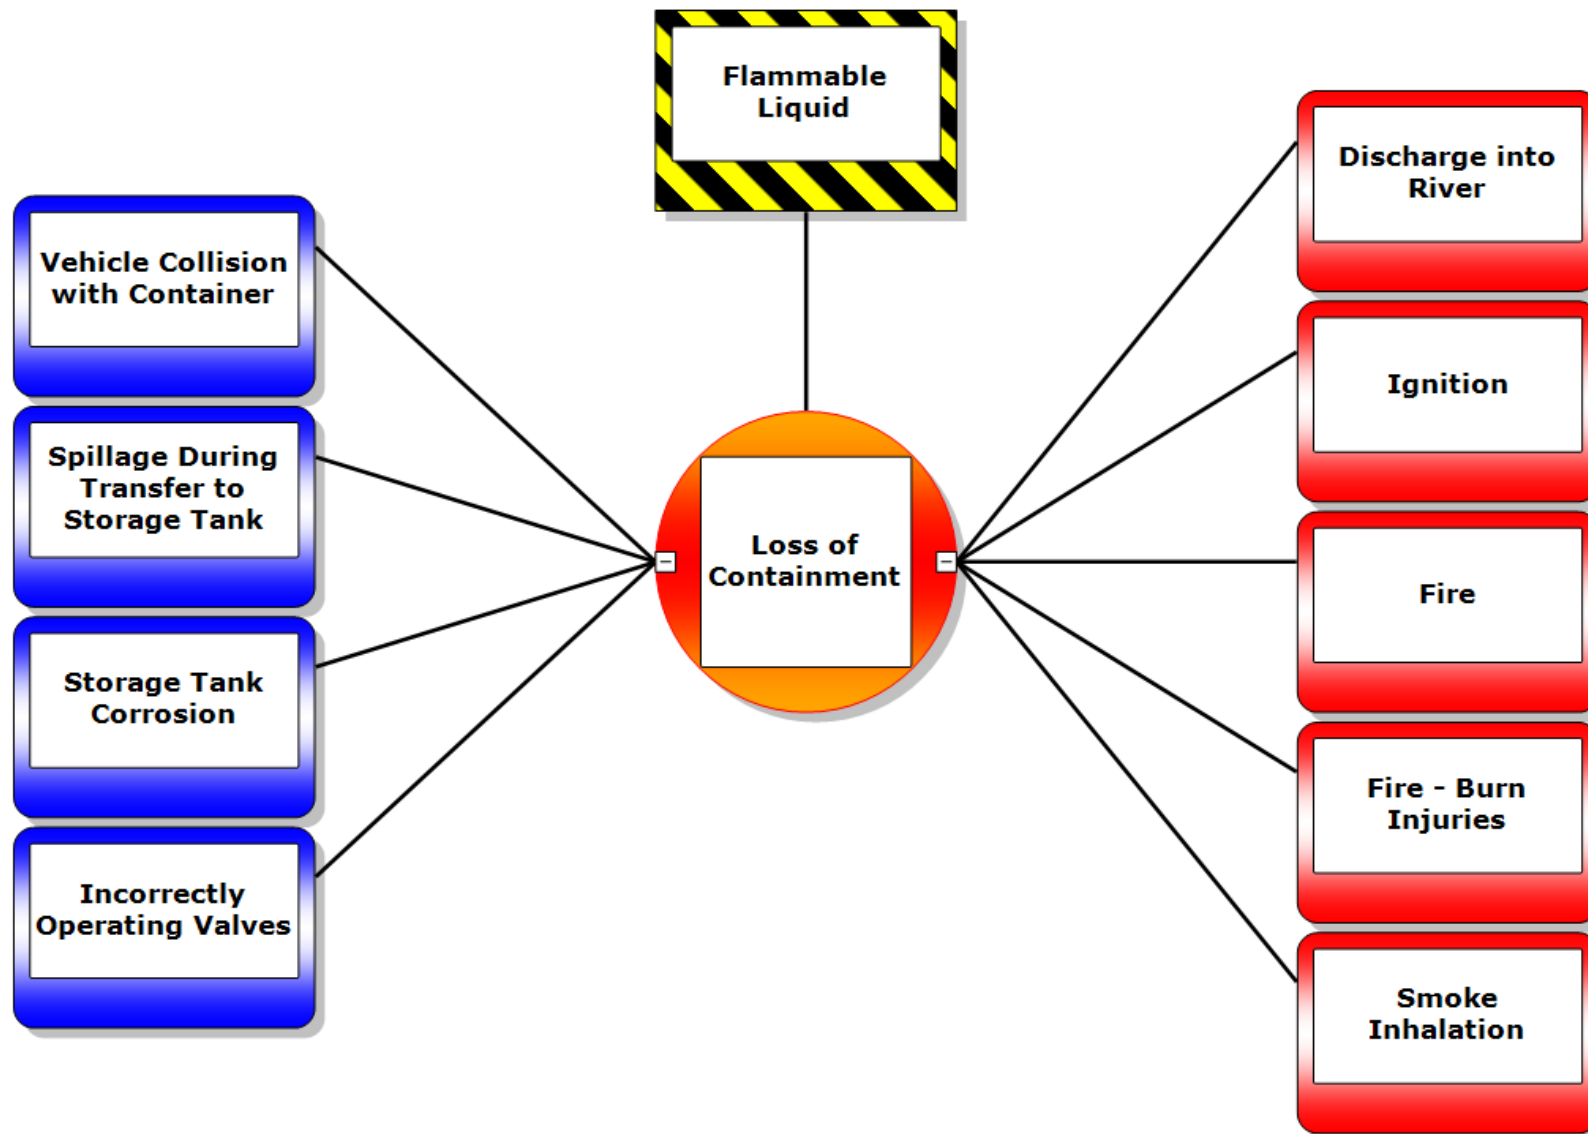 Flammable
Liquid
Vehicle Collision
with Container
Spillage During
Transfer to
Storage Tank
Storage Tank
Corrosion
Incorrectly
Operating Valves
Loss of
Containment
Discharge into
River
Ignition
Fire
Fire - Burn
Injuries
Smoke
Inhalation